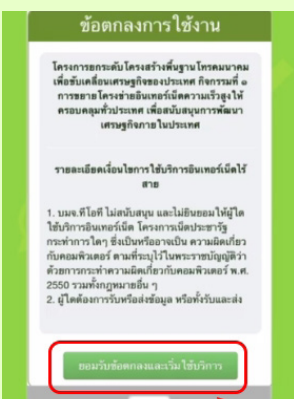 ข้อตกลงการใช้งาน
โครงการยกระดับโครงสร้างพื้นฐานโทรคมนาคม
เพื่อขับเคลื่อนเศรษฐกิจของประเทศ กิจกรรมที่ ๑
การขยายโครงข่ายอินเทอร์เน็ตความเร็วสูงให้
ครอบคลุมทั่วประเทศ เพื่อสนับสนุนการพัฒนา
เศรษฐกิจภายในประเทศ
รายละเอียดเงื่อนไขการใช้บริการอินเทอร์เน็ตไร้
สาย
1. บมจ.ทีโอที ไม่สนับสนุน และไม่ยินยอมให้ผู้ใด
ใช้บริการอินเทอร์เน็ต โครงการเน็ตประชารัฐ
กระทำการใดๆ ซึ่งเป็นหรืออาจเป็น ความผิดเกี่ยว
กับคอมพิวเตอร์ ตามที่ระบุไว้ในพระราชบัญญัติว่า
ด้วยการกระทำความผิดเกี่ยวกับคอมพิวเตอร์ พ.ศ.
2550 รวมทั้งกฎหมายอื่น ๆ
2. ผู้ใดต้องการรับหรือส่งข้อมูล หรือทั้งรับและส่ง
ยอมรับข้อตกลงและเริ่มใช้บริการ